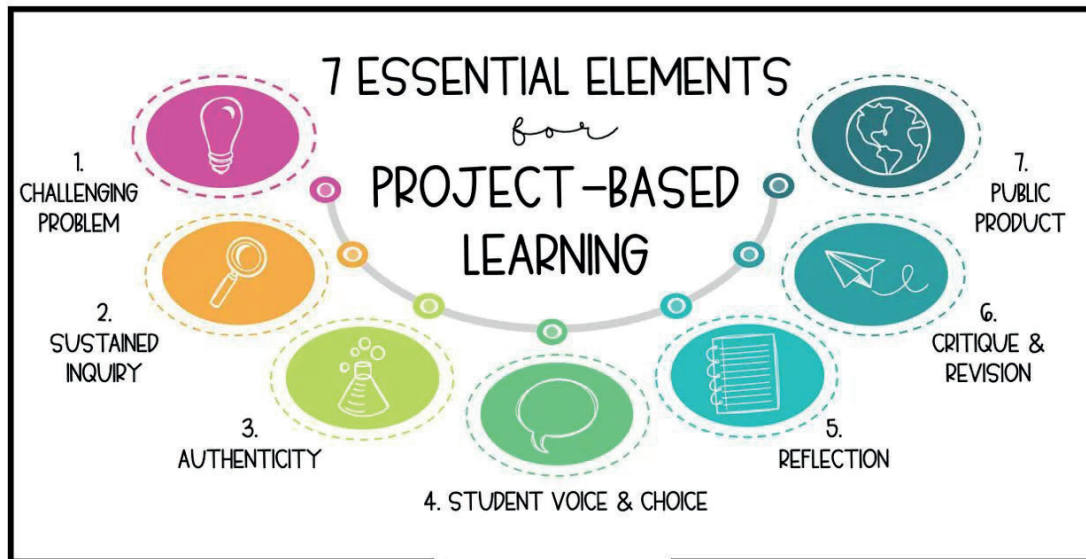 7 ESSENTIAL ELEMENTS
for
PROJECT-BASED
LEARNING
1.
CHALLENGING
PROBLEM
2.
SUSTAINED
INQUIRY
3.
AUTHENTICITY
4. STUDENT VOICE & CHOICE
5.
REFLECTION
6.
CRITIQUE &
REVISION
7.
PUBLIC
PRODUCT